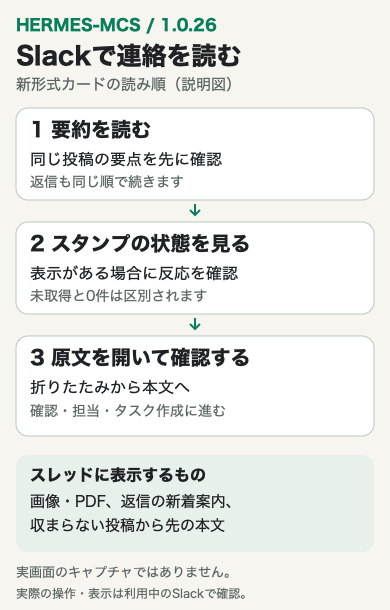 HERMES-MCS / 1.0.26
Slackで連絡を読む
新形式カードの読み順（説明図）
1 要約を読む
同じ投稿の要点を先に確認
返信も同じ順で続きます
↓
2 スタンプの状態を見る
表示がある場合に反応を確認
未取得と0件は区別されます
↓
3 原文を開いて確認する
折りたたみから本文へ
確認・担当・タスク作成に進む
スレッドに表示するもの
画像・PDF、返信の新着案内、
収まらない投稿から先の本文
実画面のキャプチャではありません。
実際の操作・表示は利用中のSlackで確認。